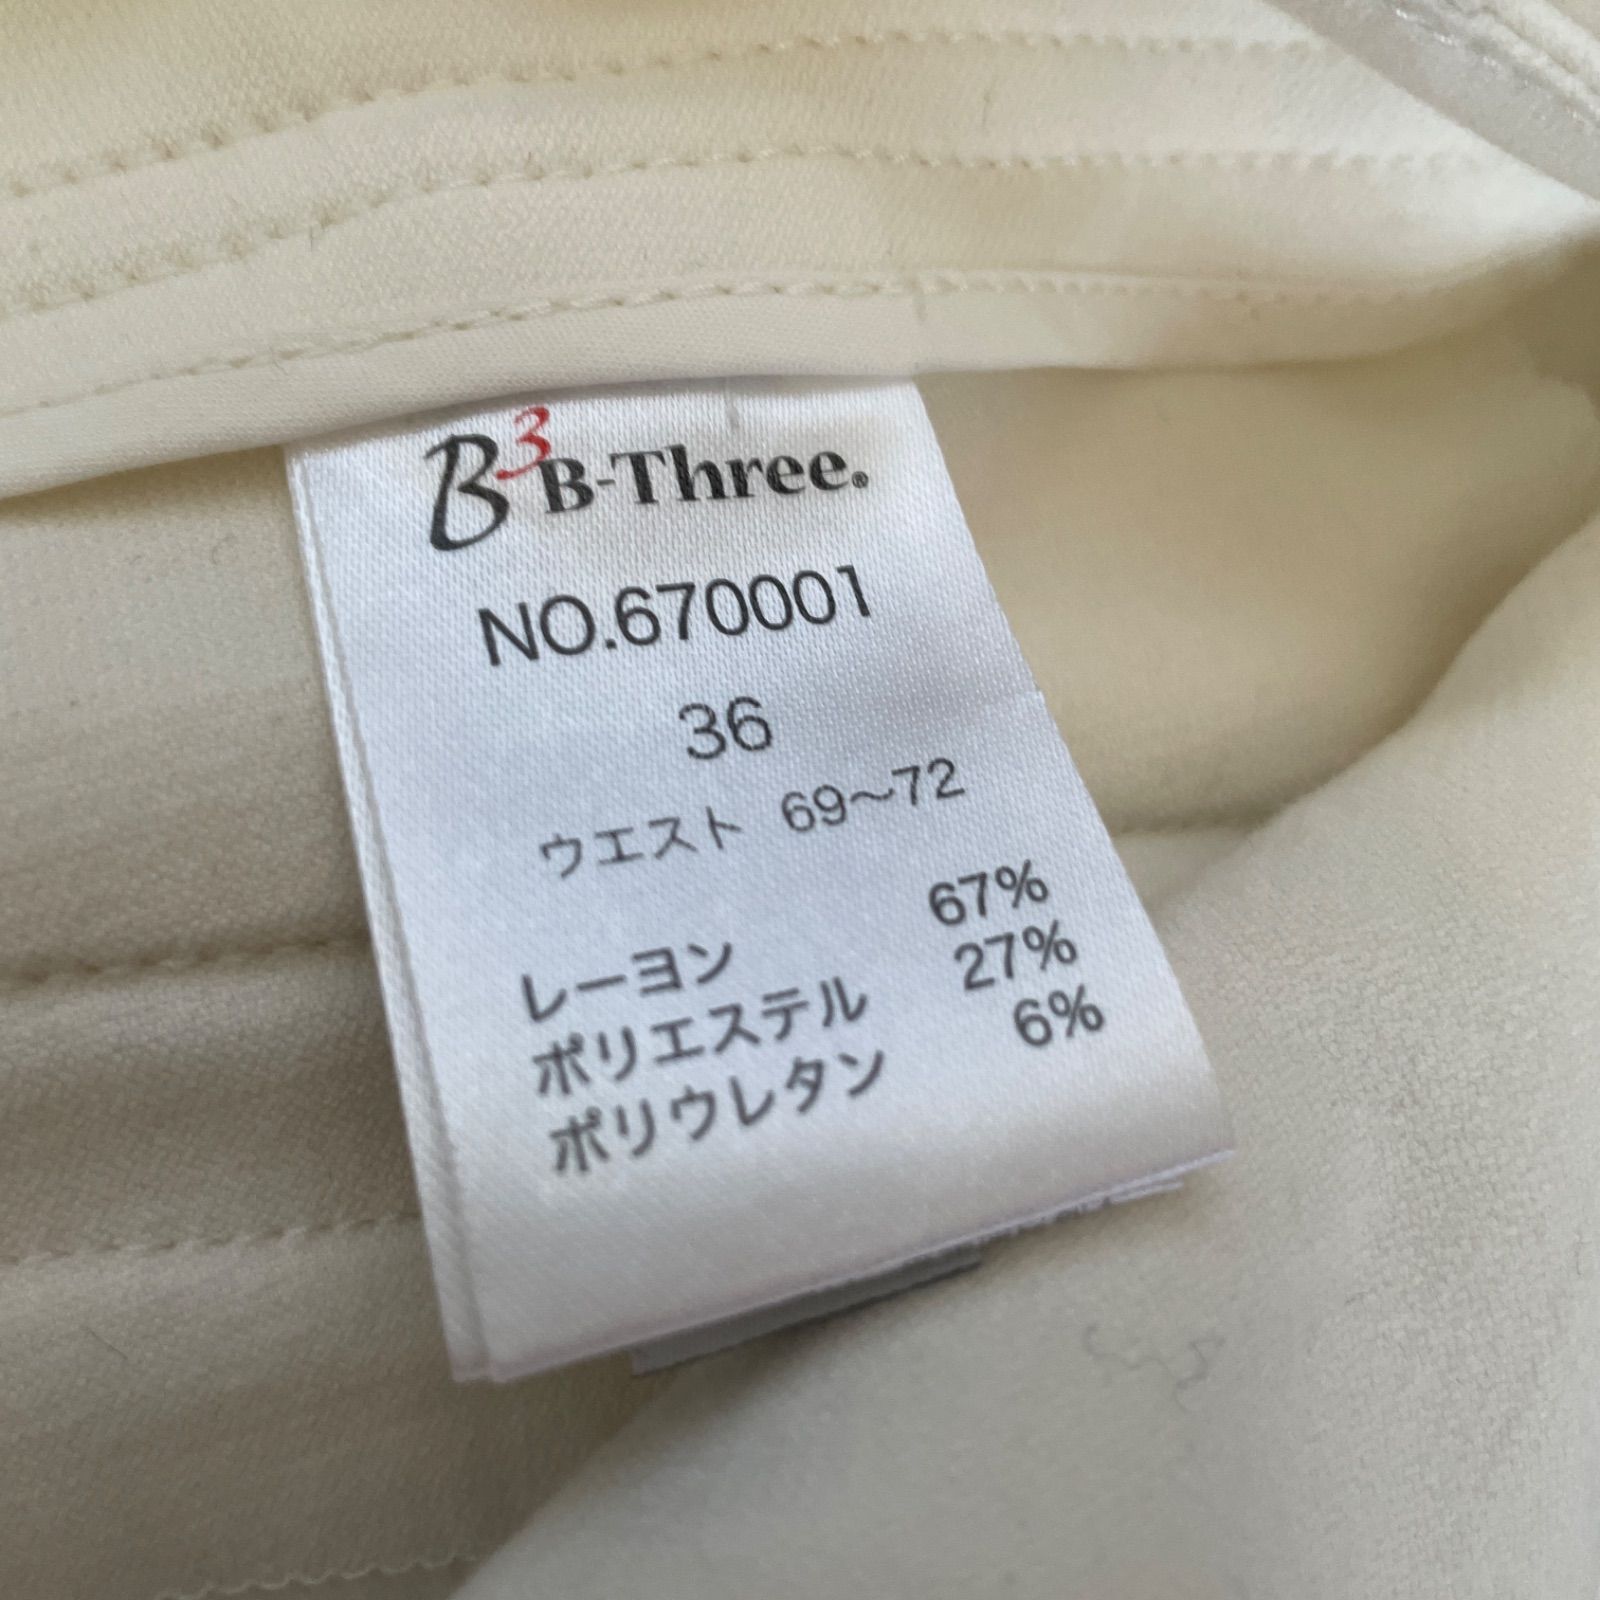 B3 B-Three®
NO.670001
36
ウエスト 69～72
レーヨン 67%
ポリエステル 27%
ポリウレタン 6%